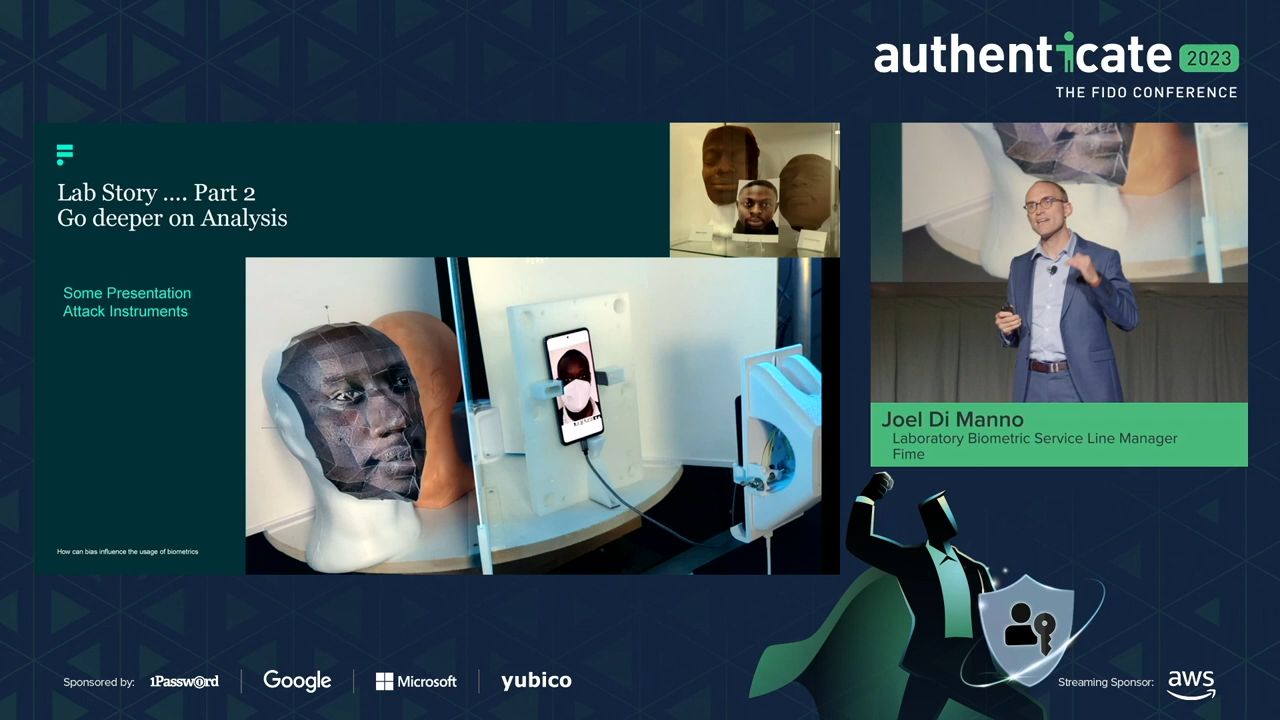 authenticate 2023
THE FIDO CONFERENCE
Lab Story .... Part 2
Go deeper on Analysis
Some Presentation
Attack Instruments
How can bias influence the usage of biometrics
Joel Di Manno
Laboratory Biometric Service Line Manager
Fime
Sponsored by:
1Password
Google
Microsoft
yubico
Streaming Sponsor:
aws